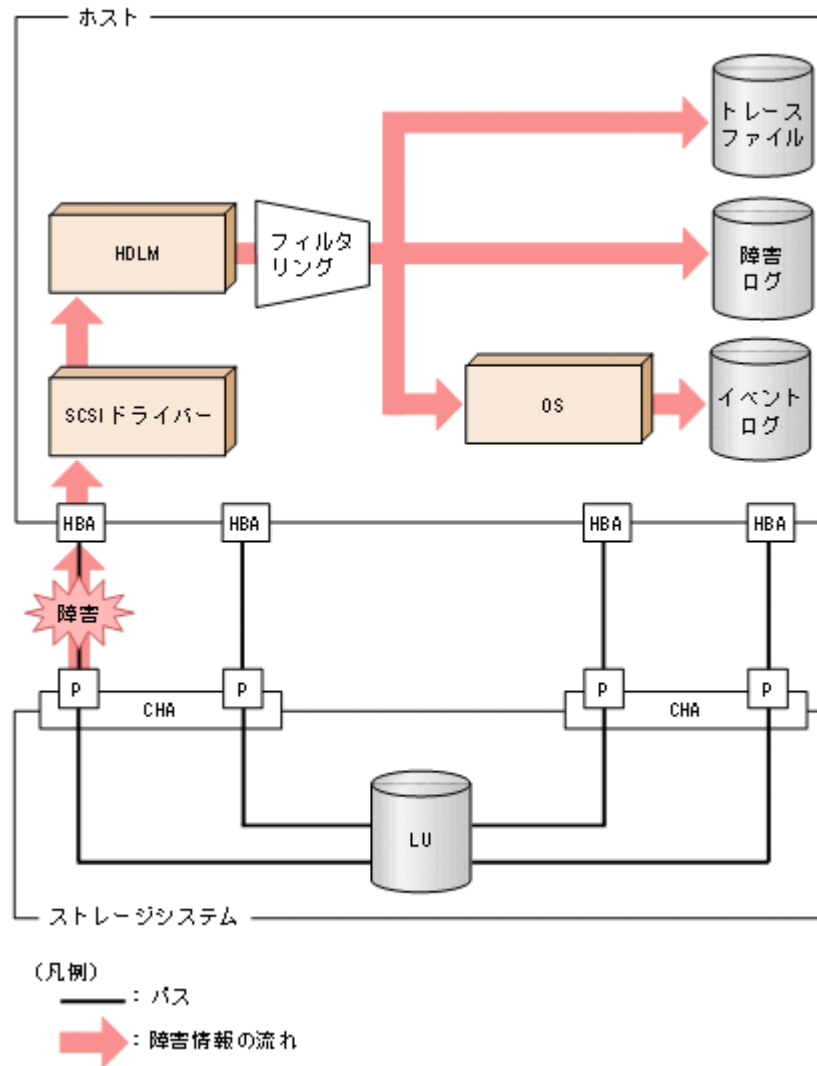 ホスト
トレース
ファイル
HDLM
フィルタ
リング
障害
ログ
SCSIドライバー
OS
イベント
ログ
HBA
HBA
HBA
HBA
障害
P
P
P
P
CHA
CHA
LU
ストレージシステム
(凡例)
：パス
：障害情報の流れ